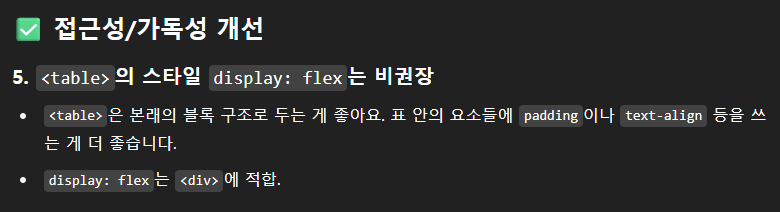 ✅ 접근성/가독성 개선
5. <table>의 스타일 display: flex는 비권장
• <table>은 본래의 블록 구조로 두는 게 좋아요. 표 안의 요소들에 padding이나 text-align 등을 쓰
는 게 더 좋습니다.
• display: flex는 <div>에 적합.